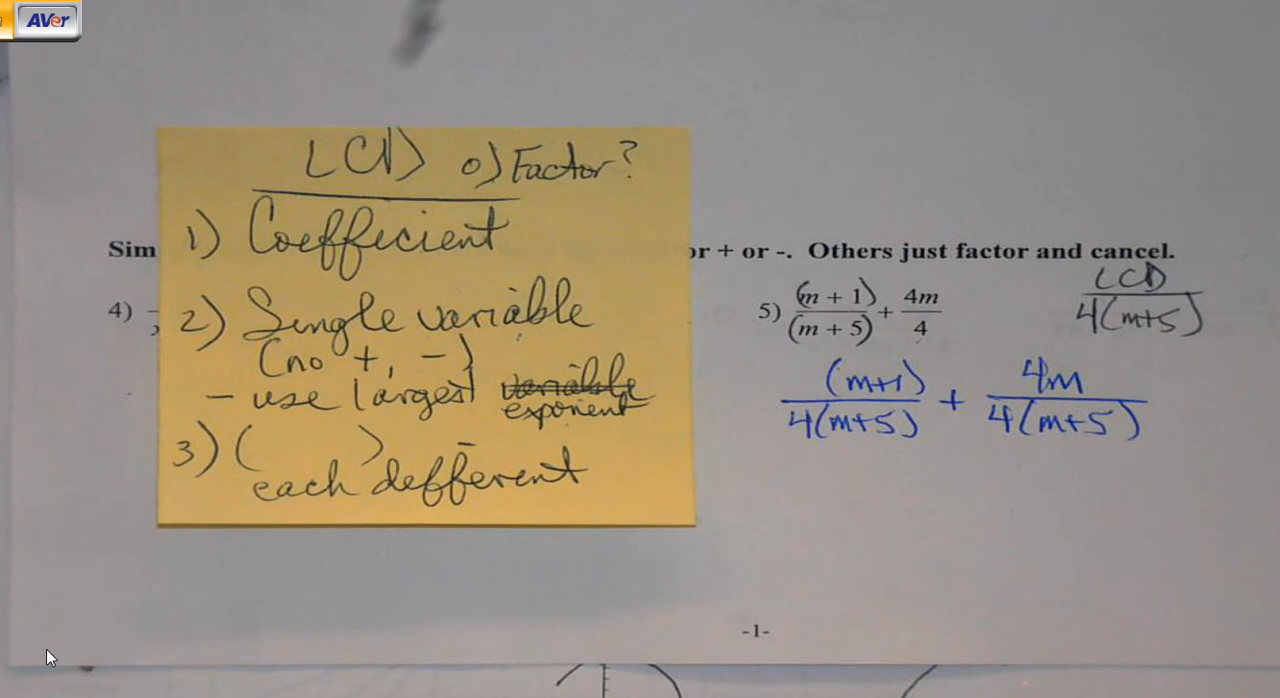 AVer
LCD 0) Factor?
1) Coefficient
2) Single variable
(no +, -)
- use largest variable
exponent
3) ( )
each defferent
Sim
or + or -. Others just factor and cancel.
4) -
5) (m + 1)/(m + 5) + 4m/4
LCD
4(m+5)
(m+1)/4(m+5) + 4m/4(m+5)
-1-